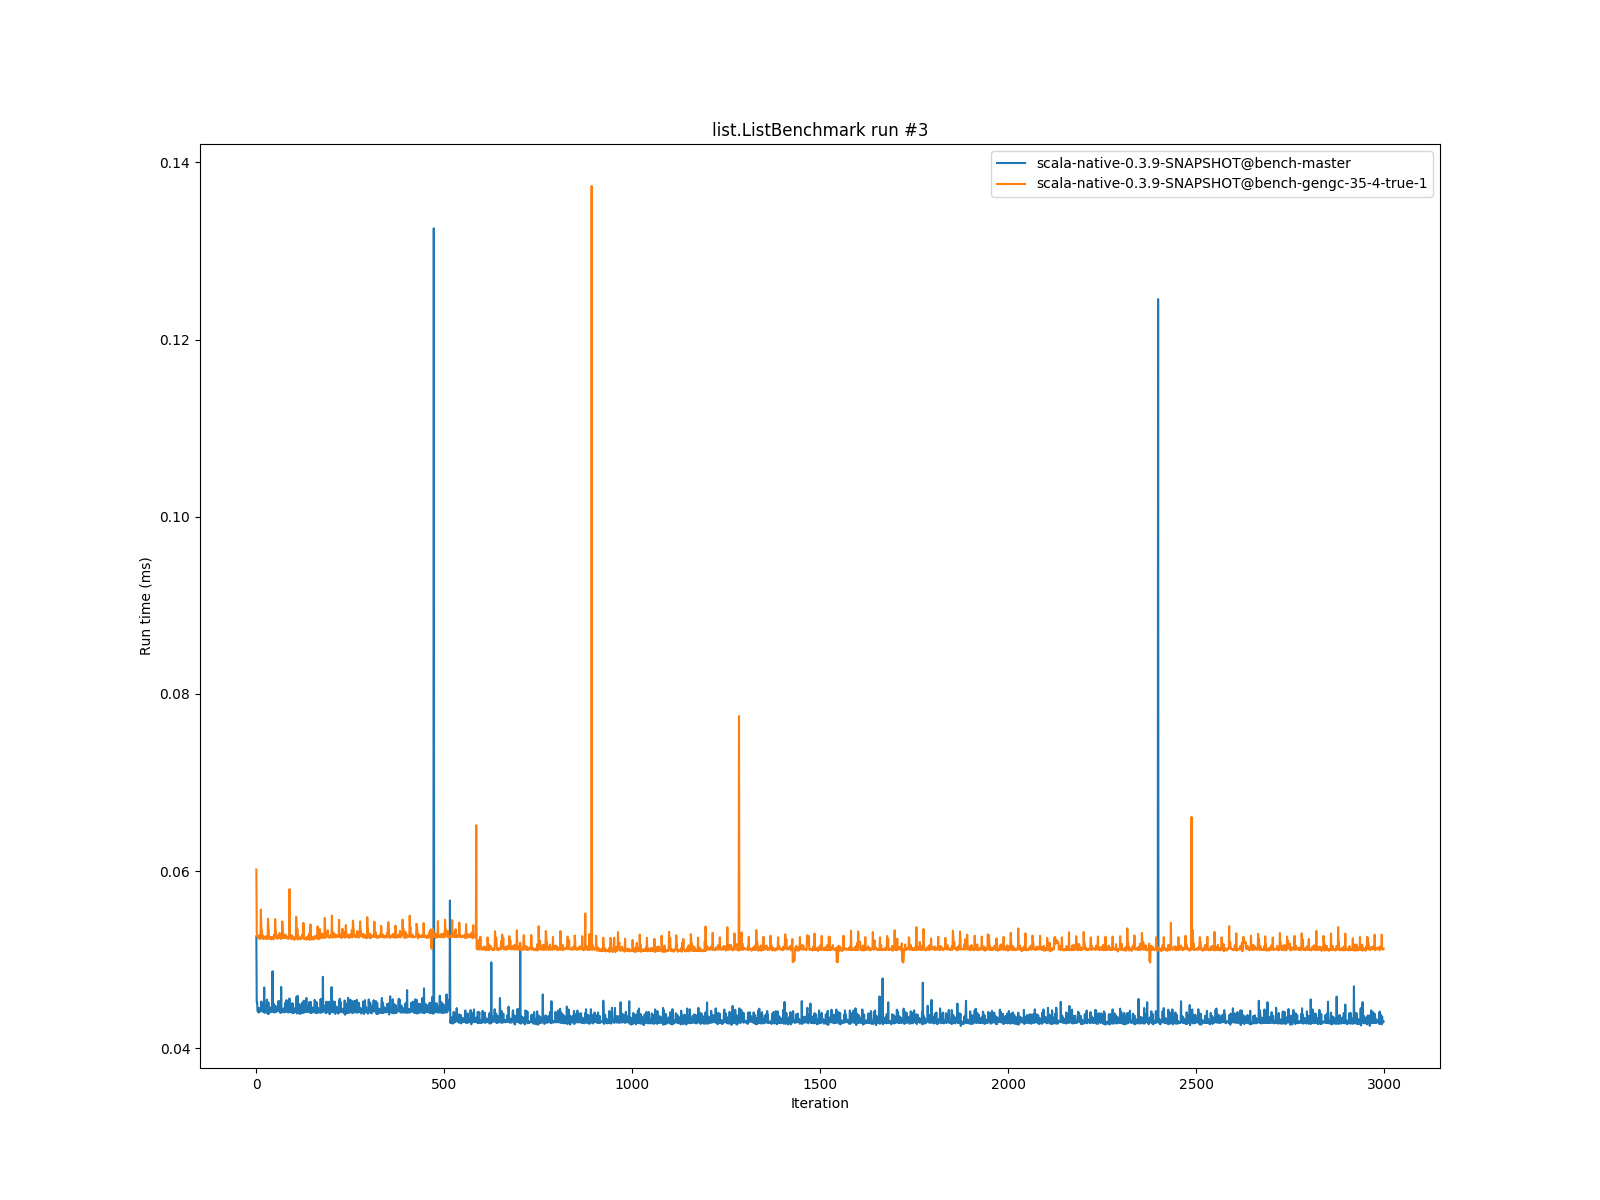 list.ListBenchmark run #3
scala-native-0.3.9-SNAPSHOT@bench-master
scala-native-0.3.9-SNAPSHOT@bench-gengc-35-4-true-1
0.14
0.12
0.10
0.08
0.06
0.04
Run time (ms)
0 500 1000 1500 2000 2500 3000
Iteration